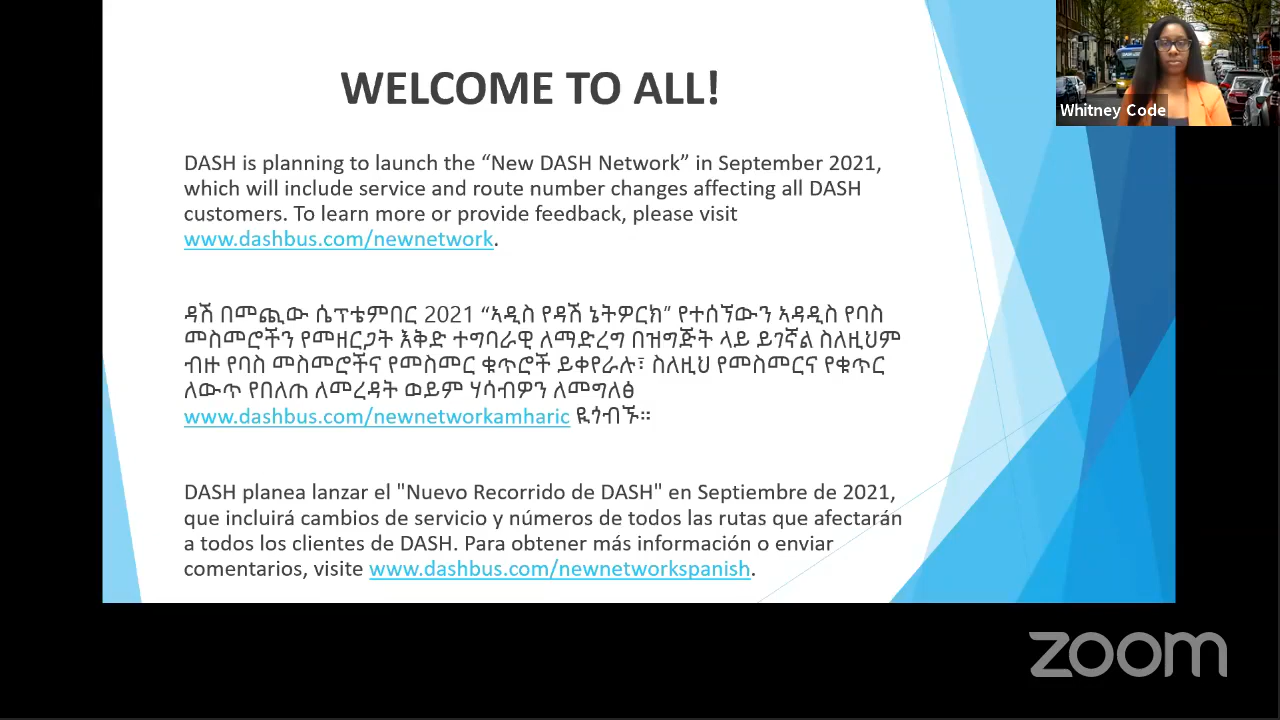 WELCOME TO ALL!
DASH is planning to launch the “New DASH Network” in September 2021,
which will include service and route number changes affecting all DASH
customers. To learn more or provide feedback, please visit
www.dashbus.com/newnetwork.
ዳሽ በመጪው ሴፕቴምበር 2021 “አዲስ የዳሽ ኔትዎርክ” የተሰኘውን አዳዲስ የባስ
መስመሮችን የመዘርጋት እቅድ ተግባራዊ ለማድረግ በዝግጅት ላይ ይገኛል ስለዚህም
ብዙ የባስ መስመሮችና የመስመር ቁጥሮች ይቀየራሉ፣ ስለዚህ የመስመርና የቁጥር
ለውጥ የበለጠ ለመረዳት ወይም ሃሳብዎን ለመግለፅ
www.dashbus.com/newnetworkamharic ዪጎብኙ።
DASH planea lanzar el "Nuevo Recorrido de DASH" en Septiembre de 2021,
que incluirá cambios de servicio y números de todos las rutas que afectarán
a todos los clientes de DASH. Para obtener más información o enviar
comentarios, visite www.dashbus.com/newnetworkspanish.
Whitney Code
zoom